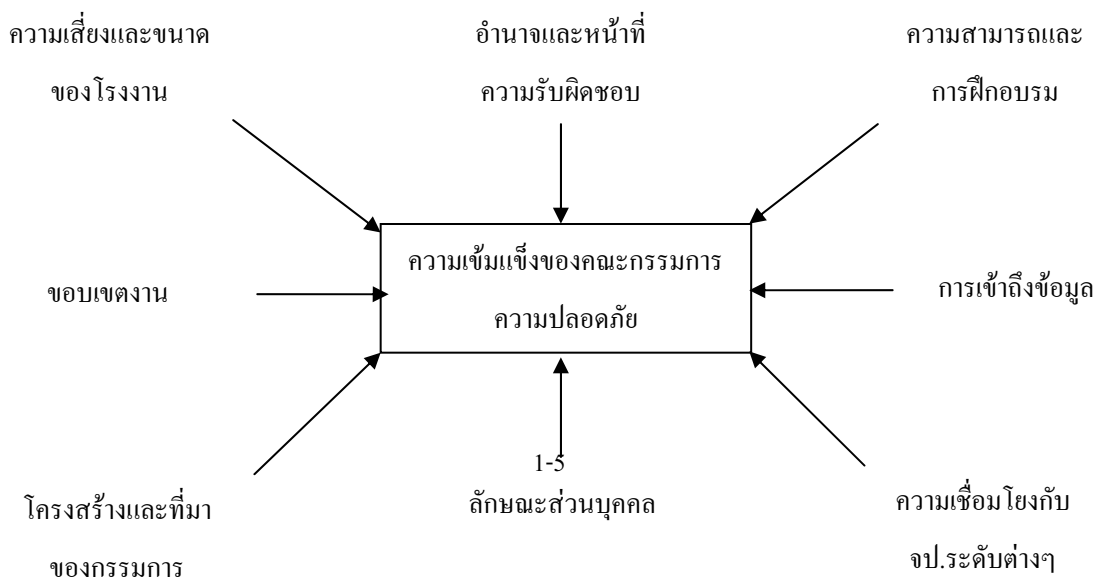 ความเสี่ยงและขนาด
ของโรงงาน
อำนาจและหน้าที่
ความรับผิดชอบ
ความสามารถและ
การฝึกอบรม
ขอบเขตงาน
ความเข้มแข็งของคณะกรรมการ
ความปลอดภัย
การเข้าถึงข้อมูล
โครงสร้างและที่มา
ของกรรมการ
1-5
ลักษณะส่วนบุคคล
ความเชื่อมโยงกับ
จป.ระดับต่างๆ